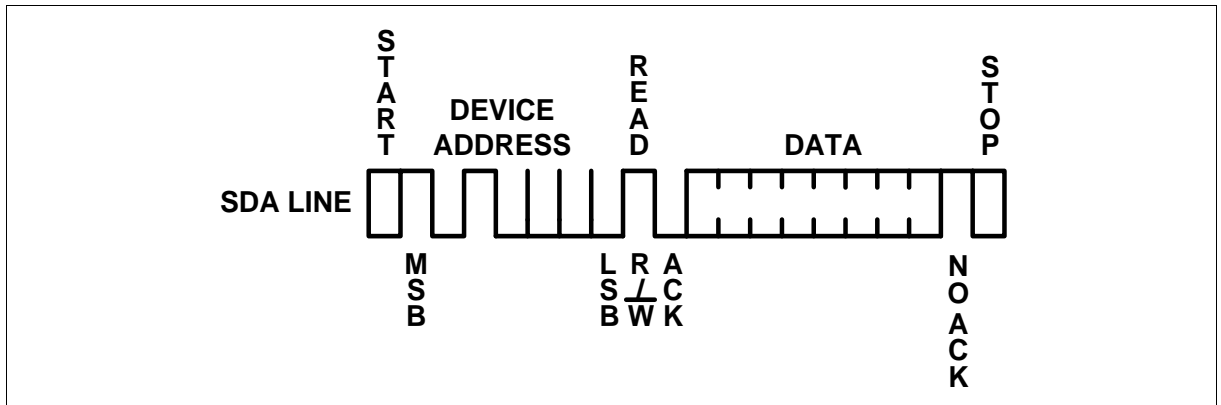 START
DEVICE
ADDRESS
READ
DATA
STOP
SDA LINE
MSB
LSB
R/W
ACK
NO ACK